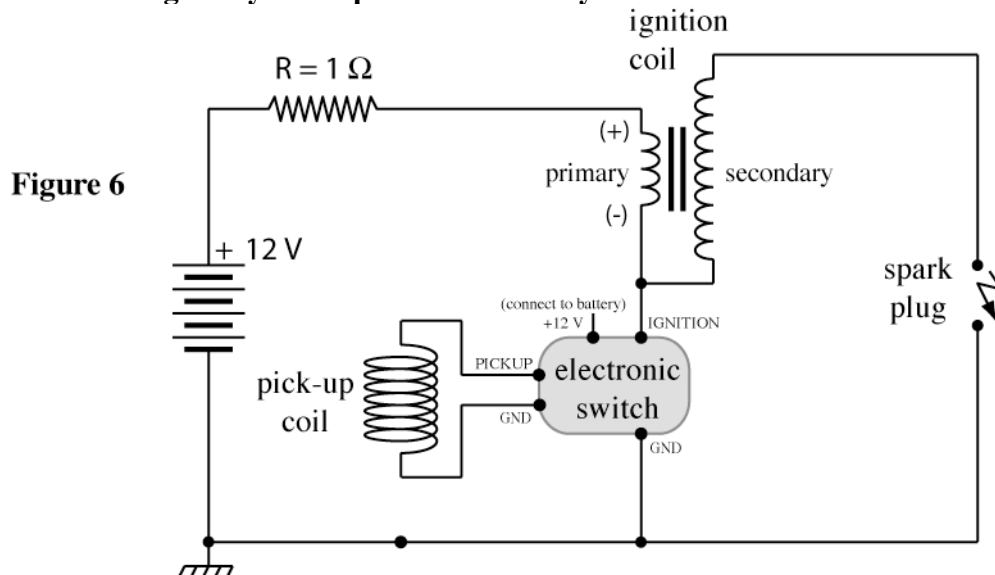 ignition
coil
R = 1 Ω
(+)
Figure 6
primary
secondary
(-)
+ 12 V
spark
plug
(connect to battery)
+12 V
IGNITION
PICKUP
electronic
switch
pick-up
coil
GND
GND